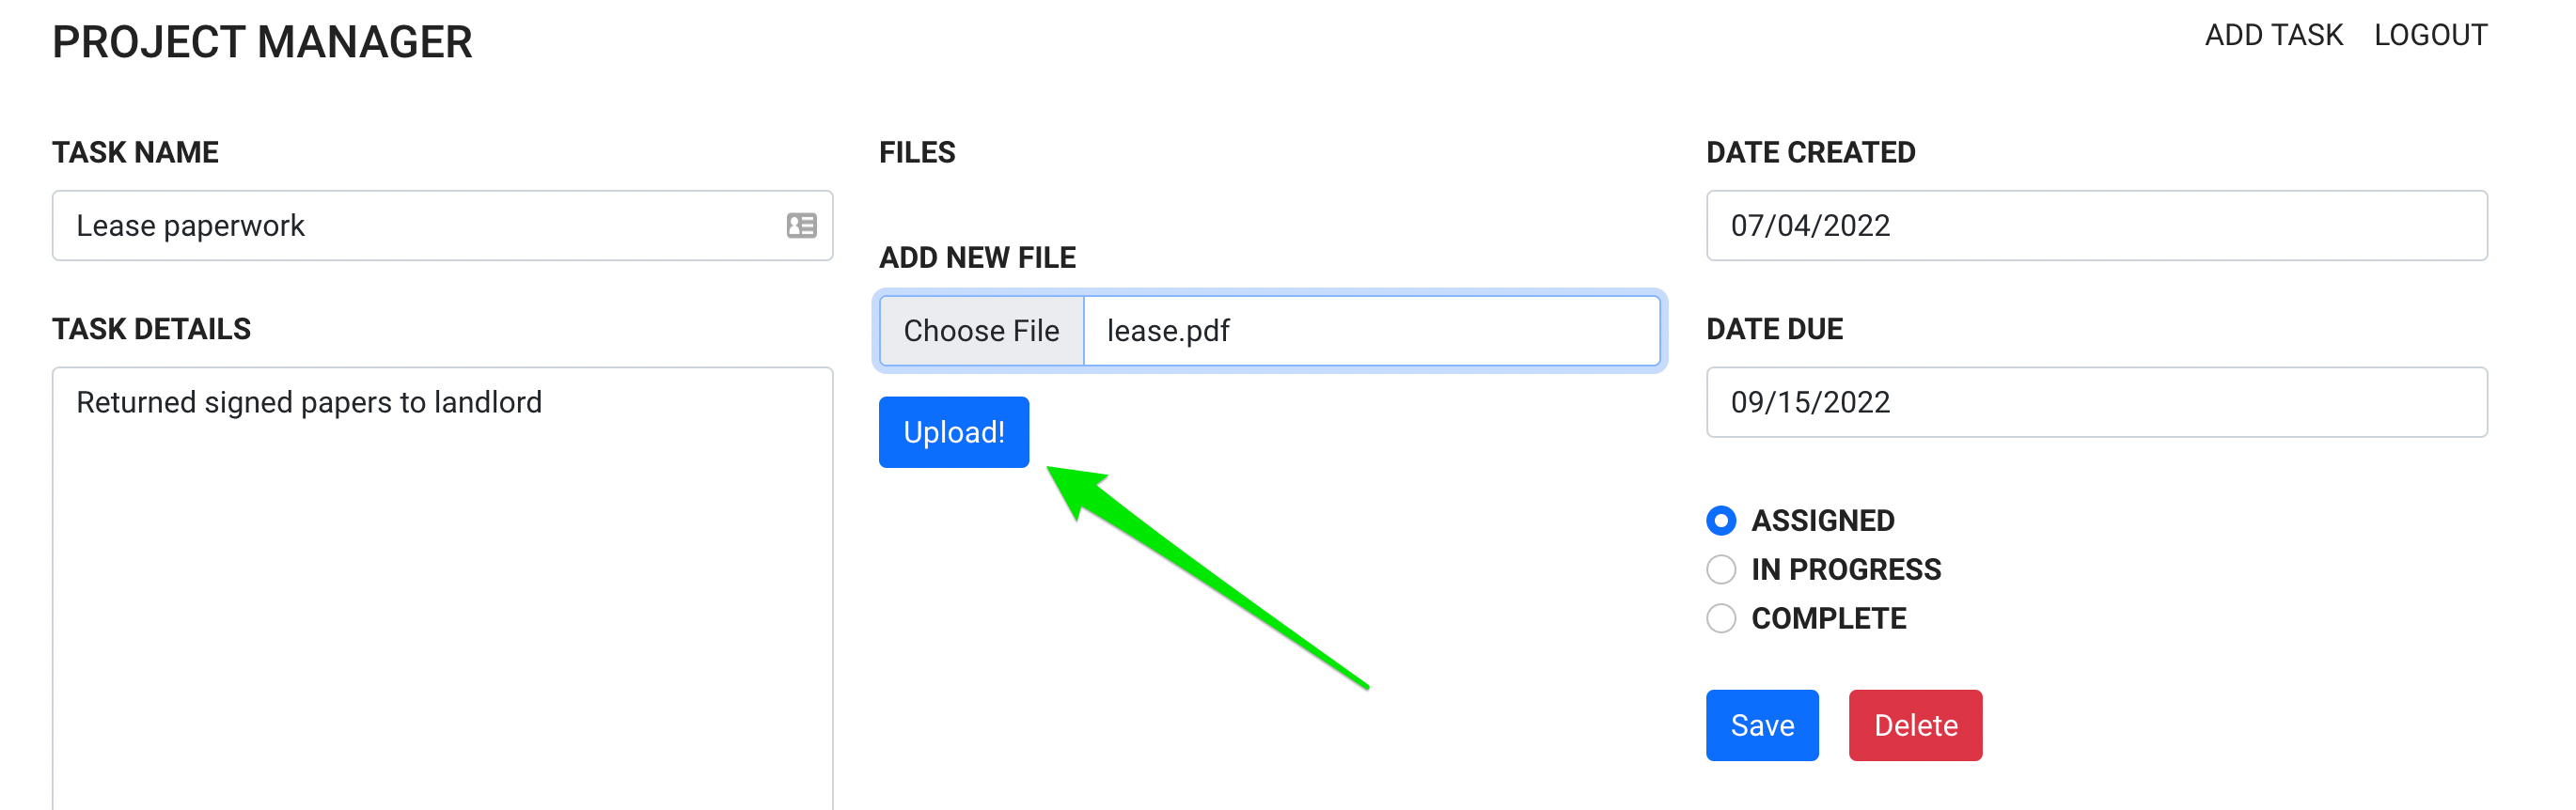 PROJECT MANAGER
ADD TASK LOGOUT
TASK NAME
Lease paperwork
TASK DETAILS
Returned signed papers to landlord
FILES
ADD NEW FILE
Choose File lease.pdf
Upload!
DATE CREATED
07/04/2022
DATE DUE
09/15/2022
ASSIGNED
IN PROGRESS
COMPLETE
Save Delete